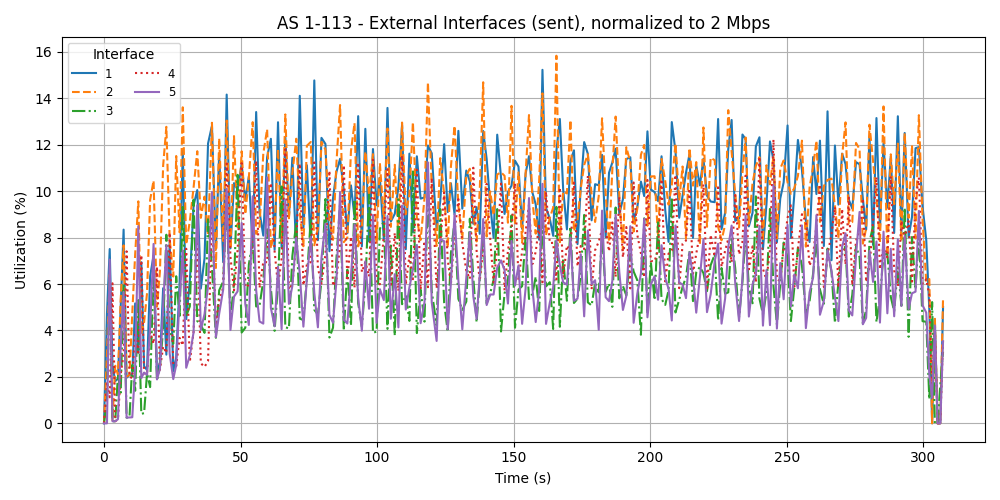 AS 1-113 - External Interfaces (sent), normalized to 2 Mbps
Interface
1
2
3
4
5
16
14
12
10
8
6
4
2
0
Utilization (%)
0 50 100 150 200 250 300
Time (s)